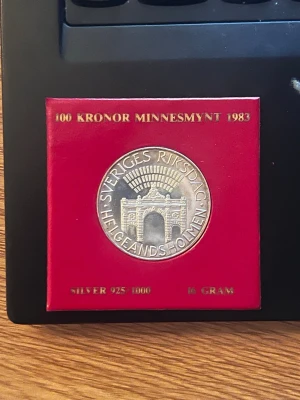 100 KRONOR MINNESMYNT 1983
SVERIGES RIKSDAG
HELGEANDSHOLMEN
SILVER 925/1000 16 GRAM